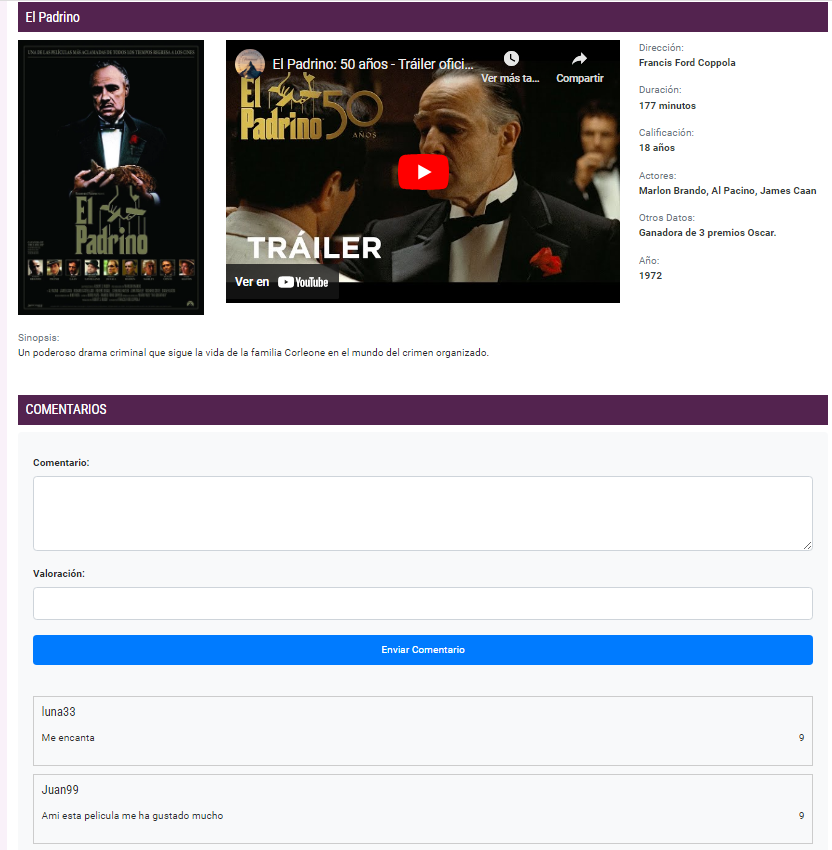 El Padrino
UNA DE LAS PELICULAS MAS ACLAMADAS DE TODOS LOS TIEMPOS REGRESA A LOS CINES
El
Padrino
El Padrino: 50 años - Tráiler ofici...
Ver más ta...
Compartir
El
Padrino
50
AÑOS
TRÁILER
Ver en YouTube
Dirección:
Francis Ford Coppola
Duración:
177 minutos
Calificación:
18 años
Actores:
Marlon Brando, Al Pacino, James Caan
Otros Datos:
Ganadora de 3 premios Oscar.
Año:
1972
Sinopsis:
Un poderoso drama criminal que sigue la vida de la familia Corleone en el mundo del crimen organizado.
COMENTARIOS
Comentario:
Valoración:
Enviar Comentario
luna33
Me encanta 9
Juan99
Ami esta pelicula me ha gustado mucho 9